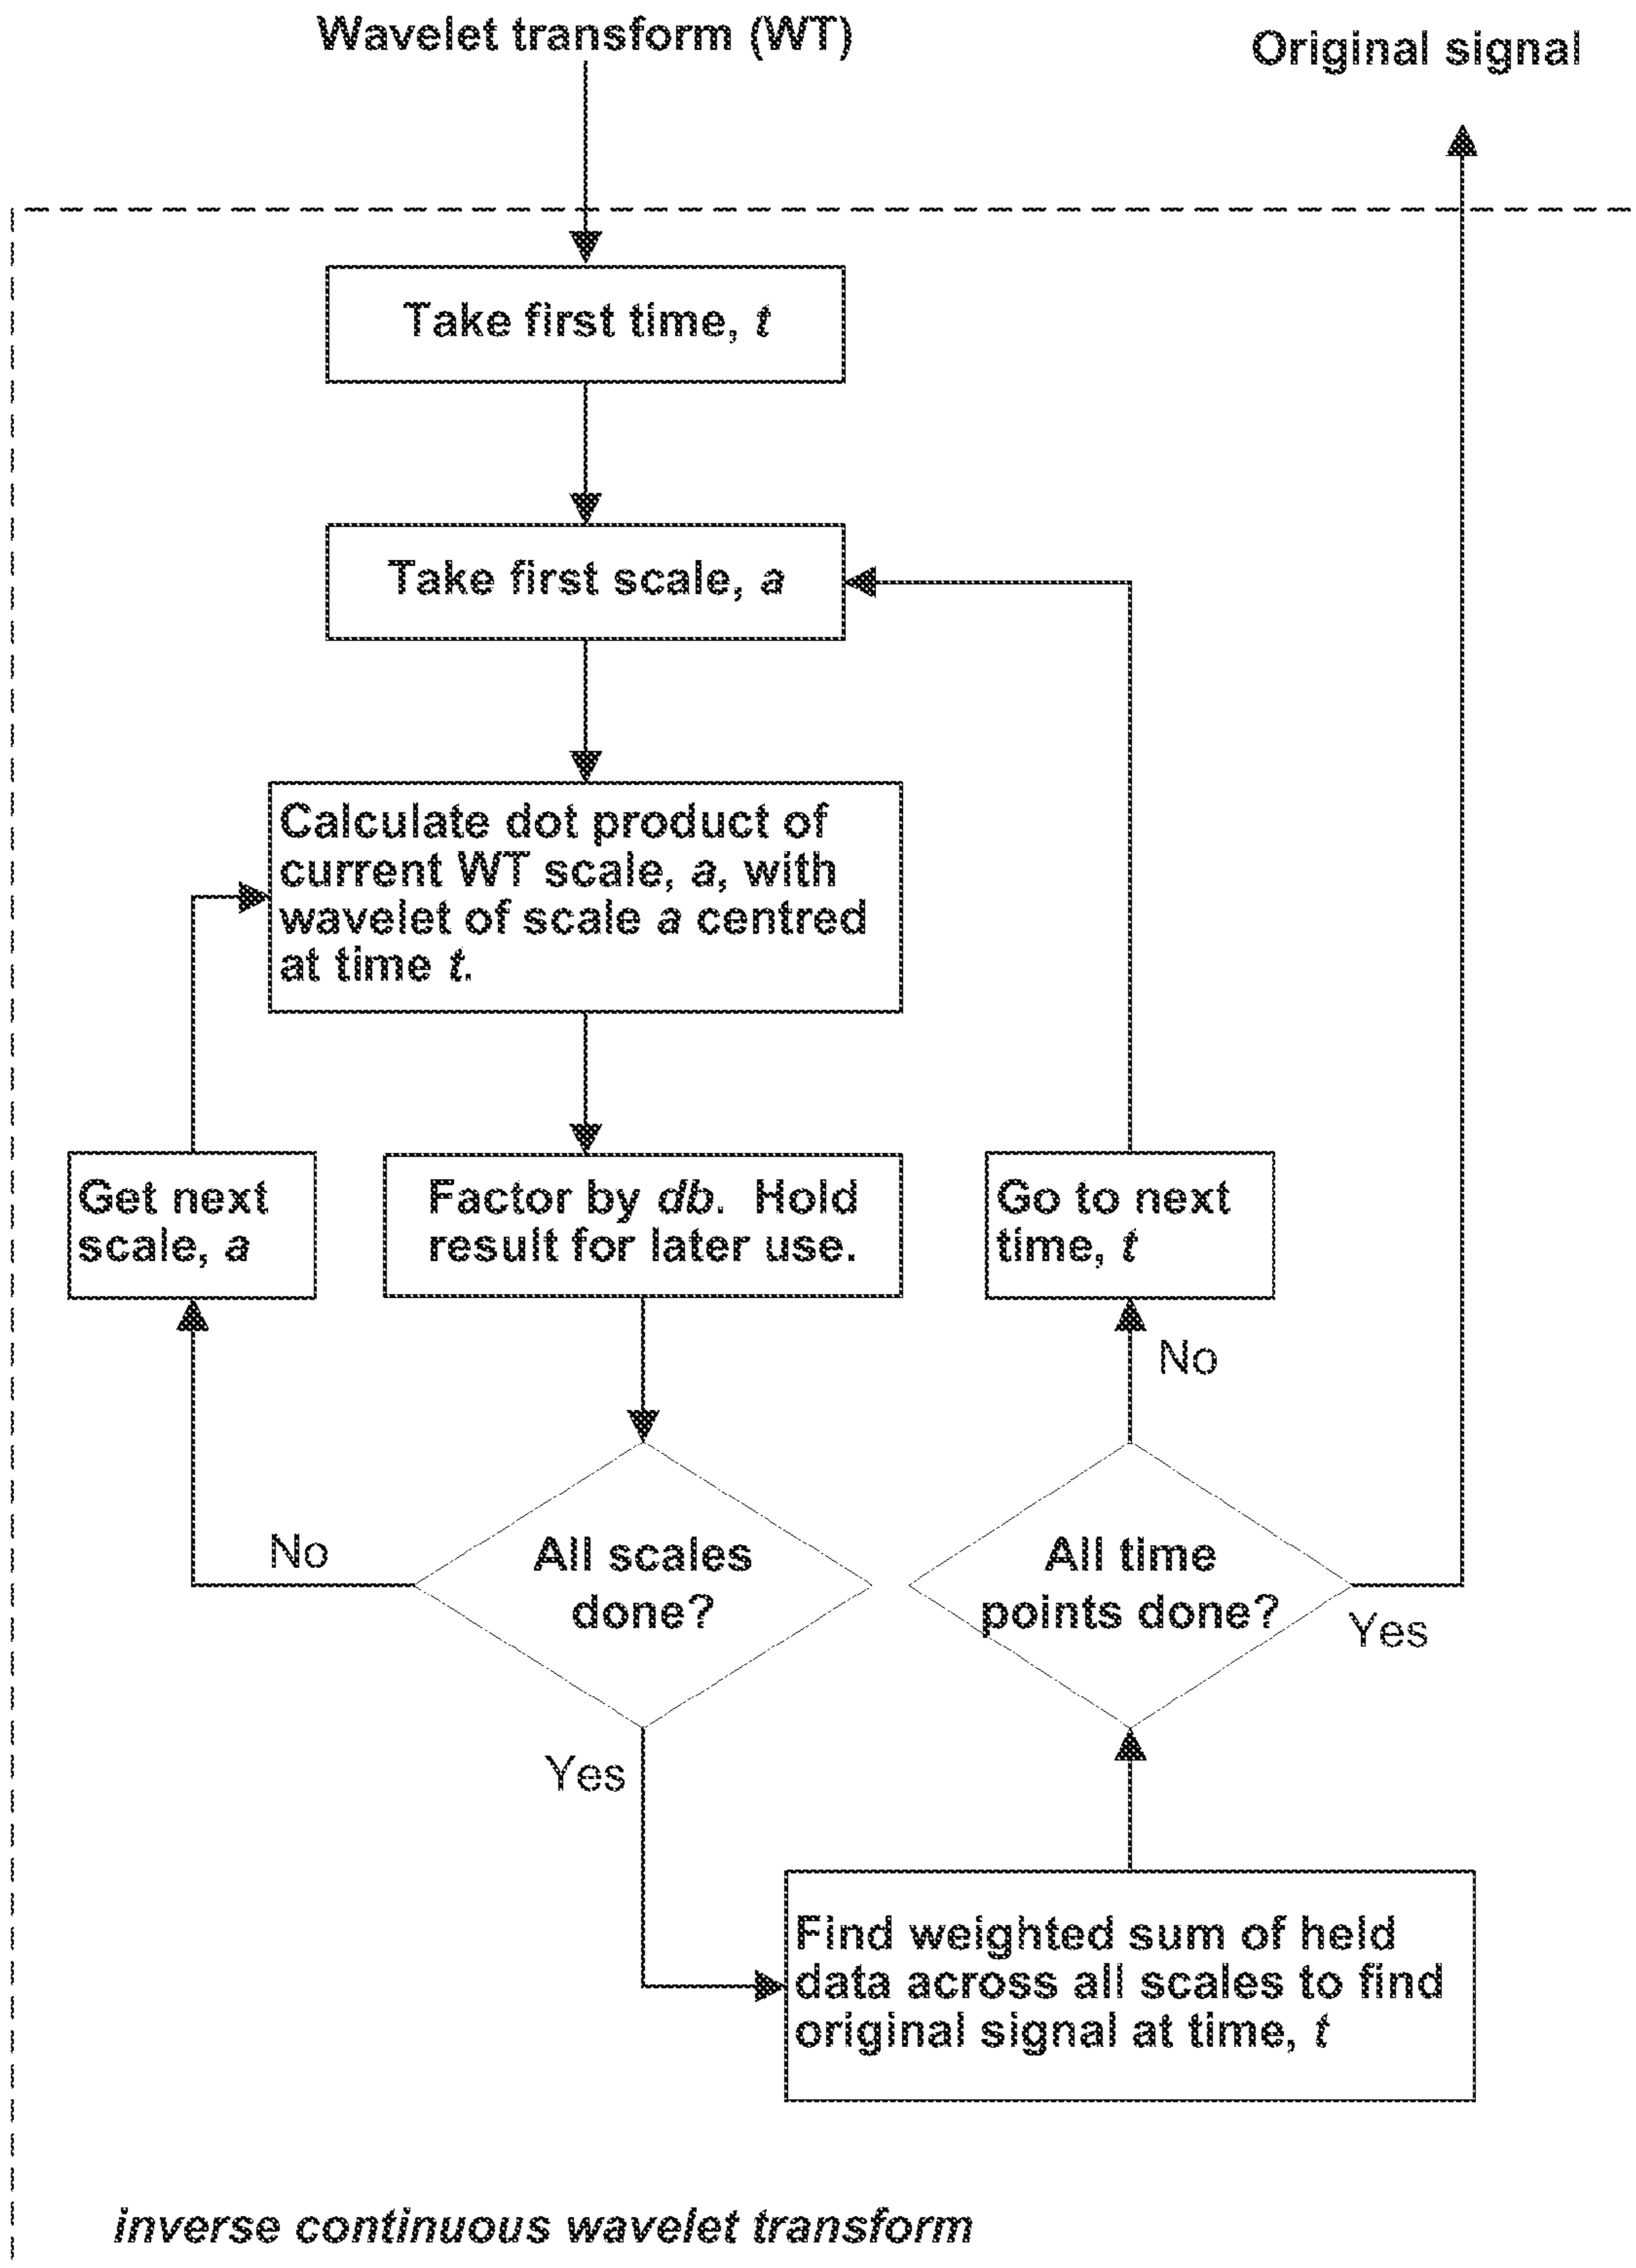 Wavelet transform (WT)
Original signal
Take first time, t
Take first scale, a
Calculate dot product of
current WT scale, a, with
wavelet of scale a centred
at time t.
Get next
scale, a
Factor by db. Hold
result for later use.
Go to next
time, t
No
No
All scales
done?
All time
points done?
Yes
Yes
Find weighted sum of held
data across all scales to find
original signal at time, t
inverse continuous wavelet transform